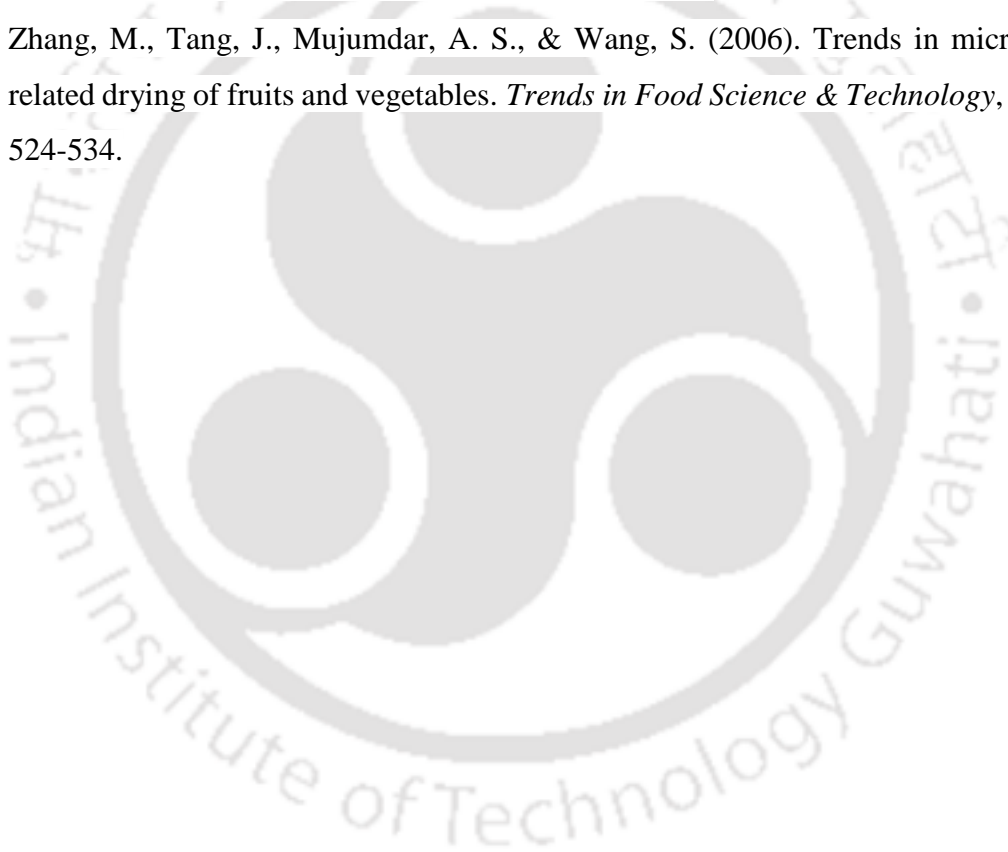 Zhang, M., Tang, J., Mujumdar, A. S., & Wang, S. (2006). Trends in micr
related drying of fruits and vegetables. Trends in Food Science & Technology,
524-534.
Indian Institute of Technology Guwahati